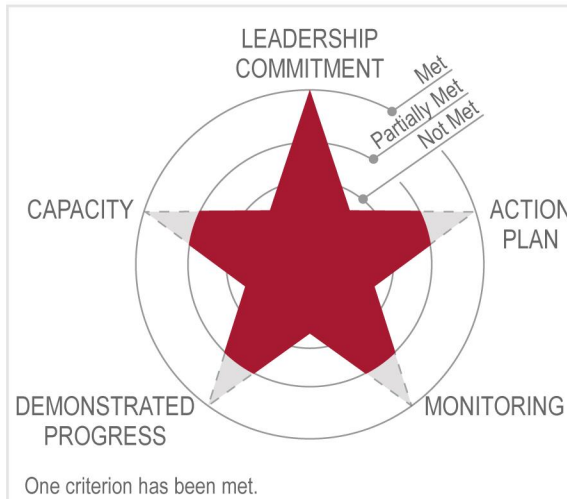 LEADERSHIP
COMMITMENT
Met
Partially Met
Not Met
CAPACITY
ACTION
PLAN
DEMONSTRATED
PROGRESS
MONITORING
One criterion has been met.